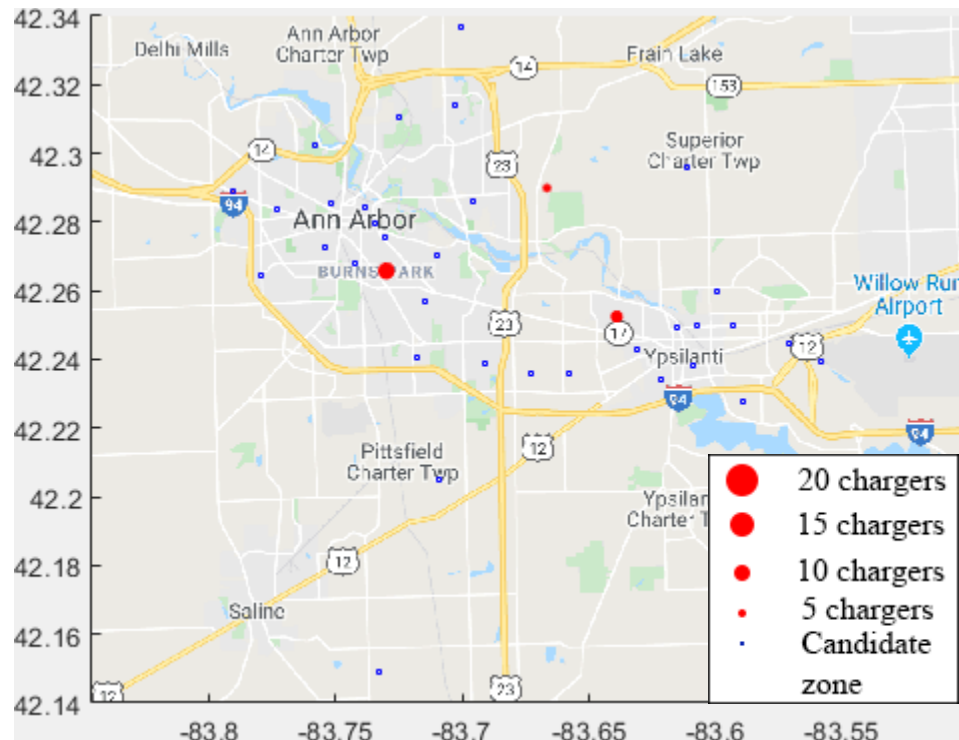 42.34
42.32
42.3
42.28
42.26
42.24
42.22
42.2
42.18
42.16
42.14
-83.8
-83.75
-83.7
-83.65
-83.6
-83.55
Delhi Mills
Ann Arbor
Charter Twp
14
Frain Lake
153
14
23
Superior
Charter Twp
94
Ann Arbor
BURNS PARK
Willow Run
Airport
23
17
12
Ypsilanti
94
94
Pittsfield
Charter Twp
12
Ypsilan
Charter T
12
Saline
23
12
20 chargers
15 chargers
10 chargers
5 chargers
Candidate
zone